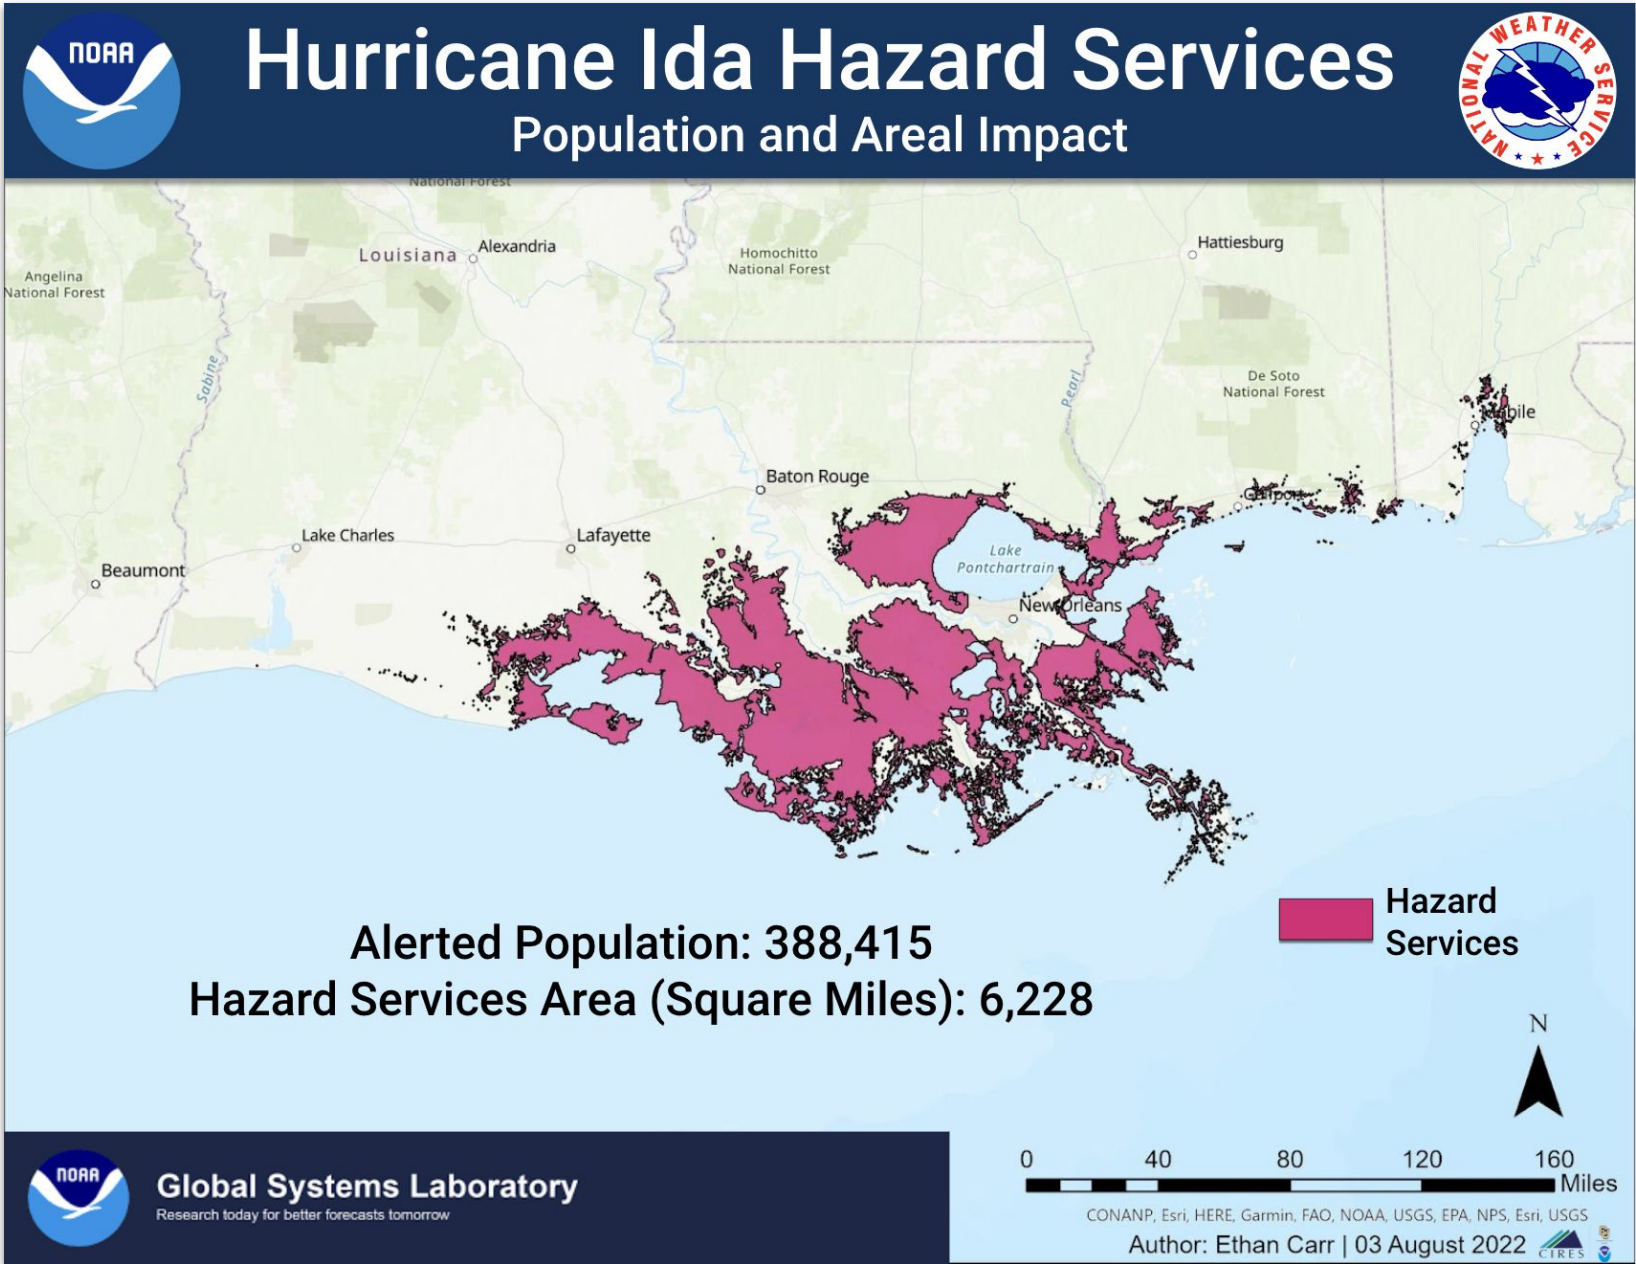 NOAA
Hurricane Ida Hazard Services
Population and Areal Impact
NATIONAL WEATHER SERVICE
National Forest
Louisiana
Alexandria
Homochitto
National Forest
Hattiesburg
Angelina
National Forest
Sabine
Pearl
De Soto
National Forest
Mobile
Baton Rouge
Gulfport
Lake Charles
Lafayette
Lake
Pontchartrain
Beaumont
New Orleans
Hazard
Services
Alerted Population: 388,415
Hazard Services Area (Square Miles): 6,228
N
NOAA
Global Systems Laboratory
Research today for better forecasts tomorrow
0 40 80 120 160
Miles
CONANP, Esri, HERE, Garmin, FAO, NOAA, USGS, EPA, NPS, Esri, USGS
Author: Ethan Carr | 03 August 2022
CIRES